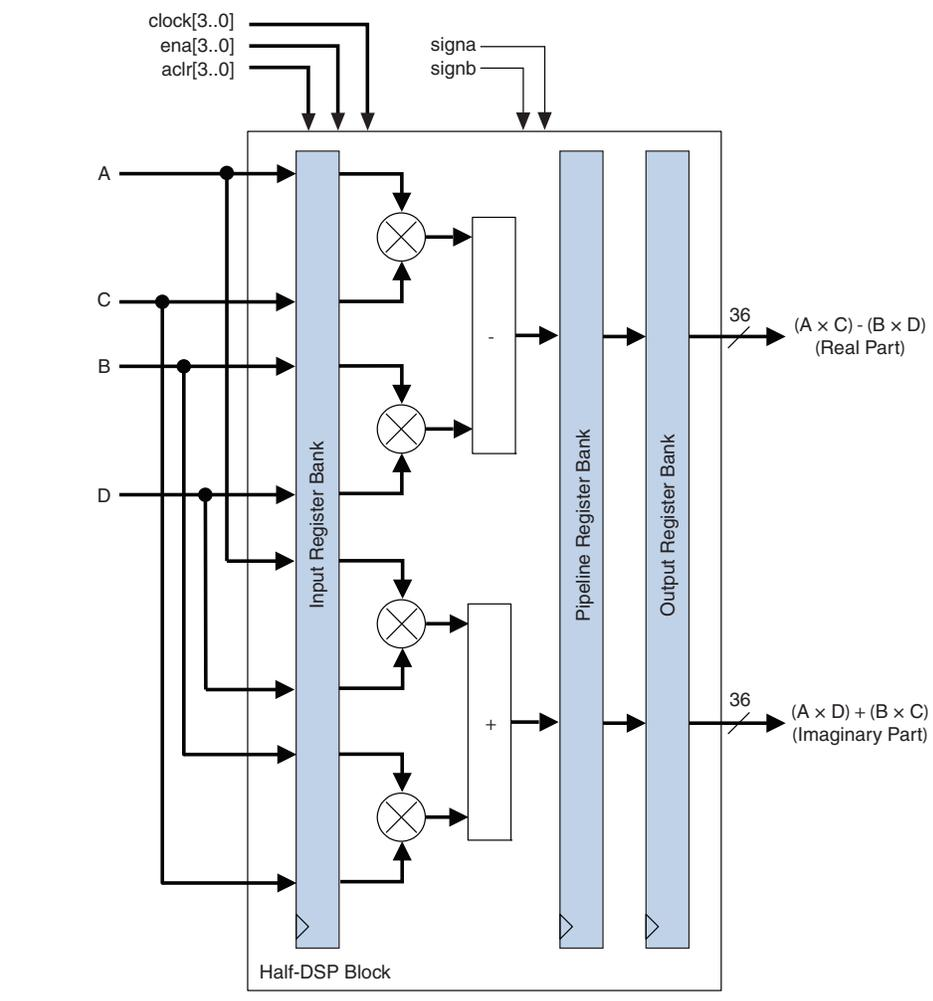 clock[3..0]
ena[3..0]
aclr[3..0]
signa
signb
A
C
B
D
Input Register Bank
-
+
Pipeline Register Bank
Output Register Bank
36
(A × C) - (B × D)
(Real Part)
36
(A × D) + (B × C)
(Imaginary Part)
Half-DSP Block